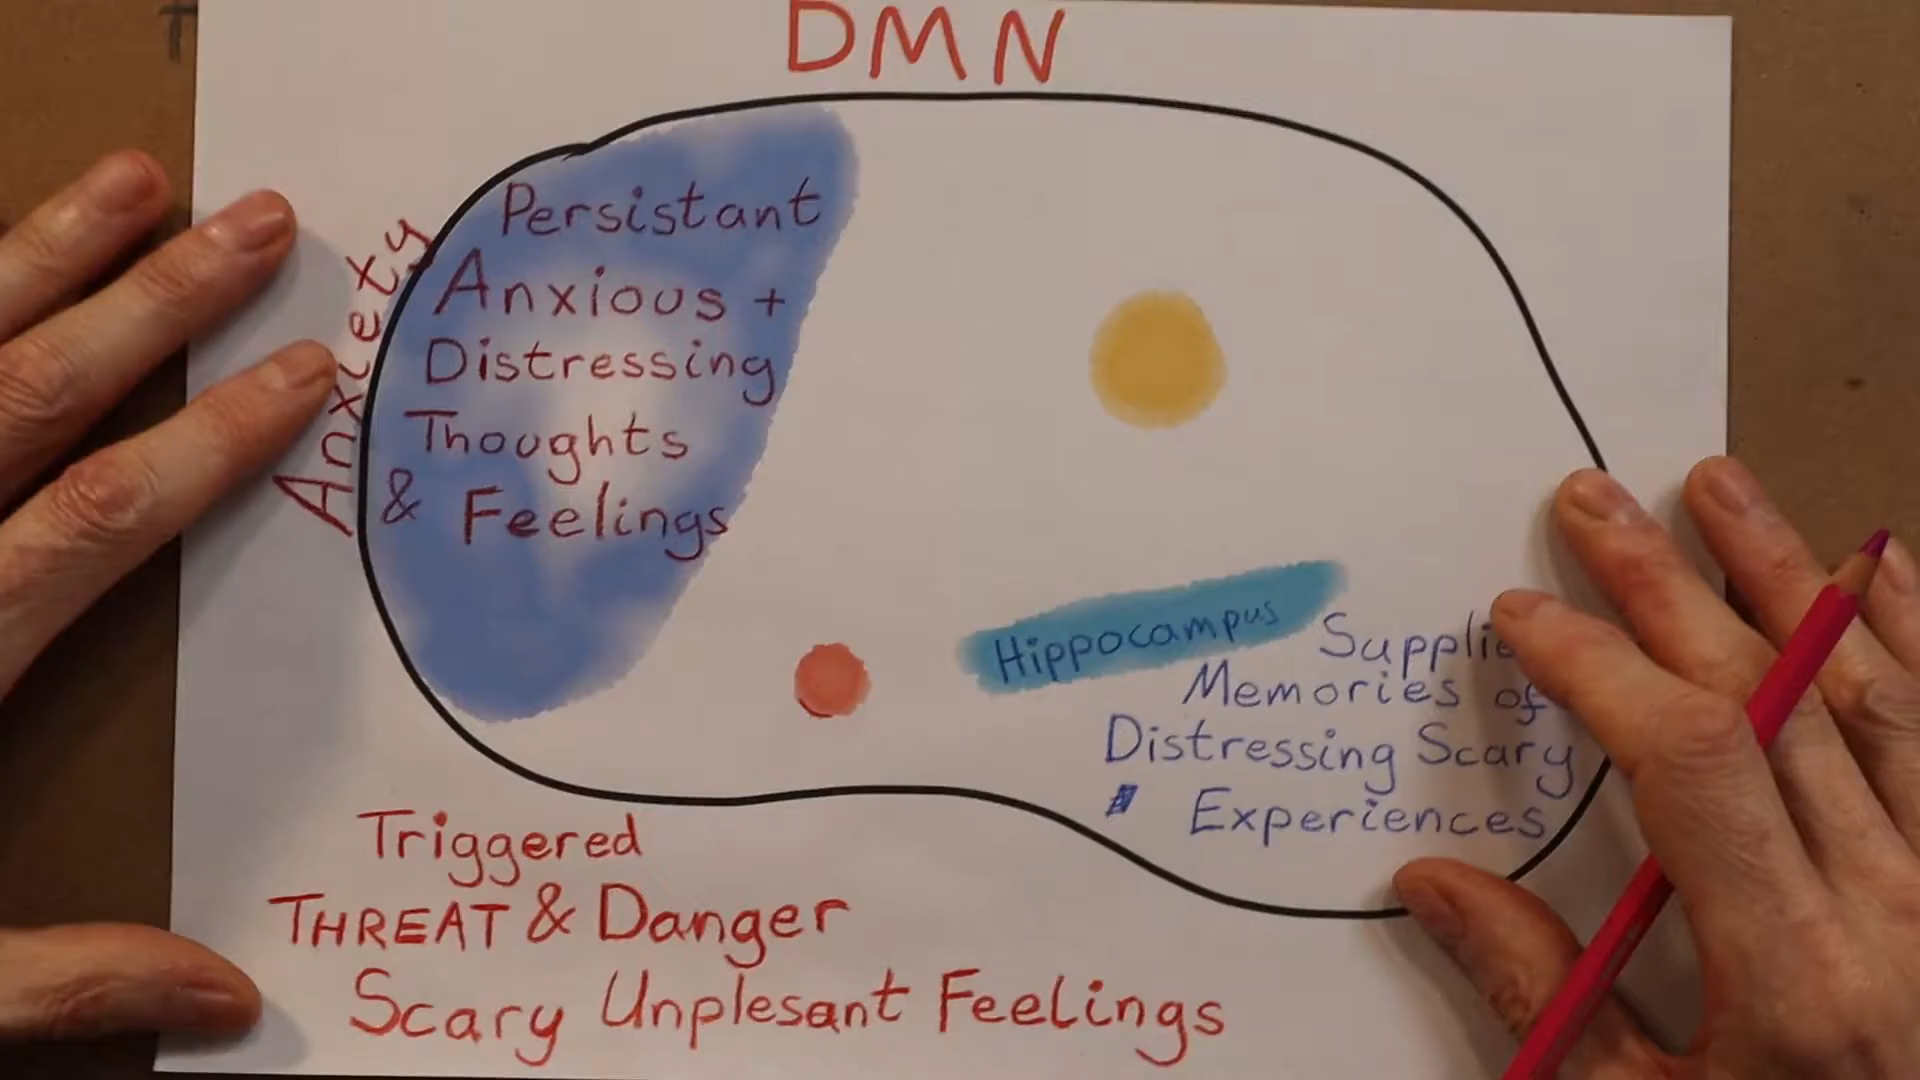 DMN
Anxiety
Persistant
Anxious +
Distressing
Thoughts
& Feelings
Hippocampus
Memories of
Distressing Scary
Experiences
Triggered
THREAT & Danger
Scary Unplesant Feelings